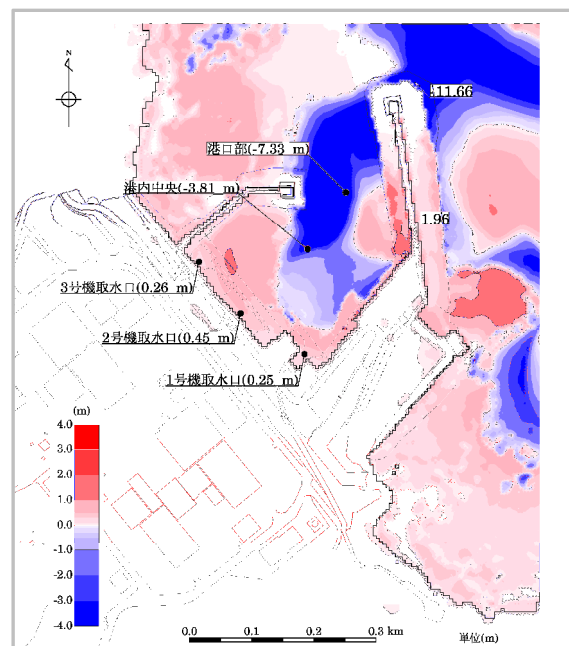 N
11.66
港口部(-7.33 m)
港内中央(-3.81 m)
1.96
3号機取水口(0.26 m)
2号機取水口(0.45 m)
1号機取水口(0.25 m)
(m)
4.0
3.0
2.0
1.0
0.0
-1.0
-2.0
-3.0
-4.0
0.0 0.1 0.2 0.3 km
単位(m)